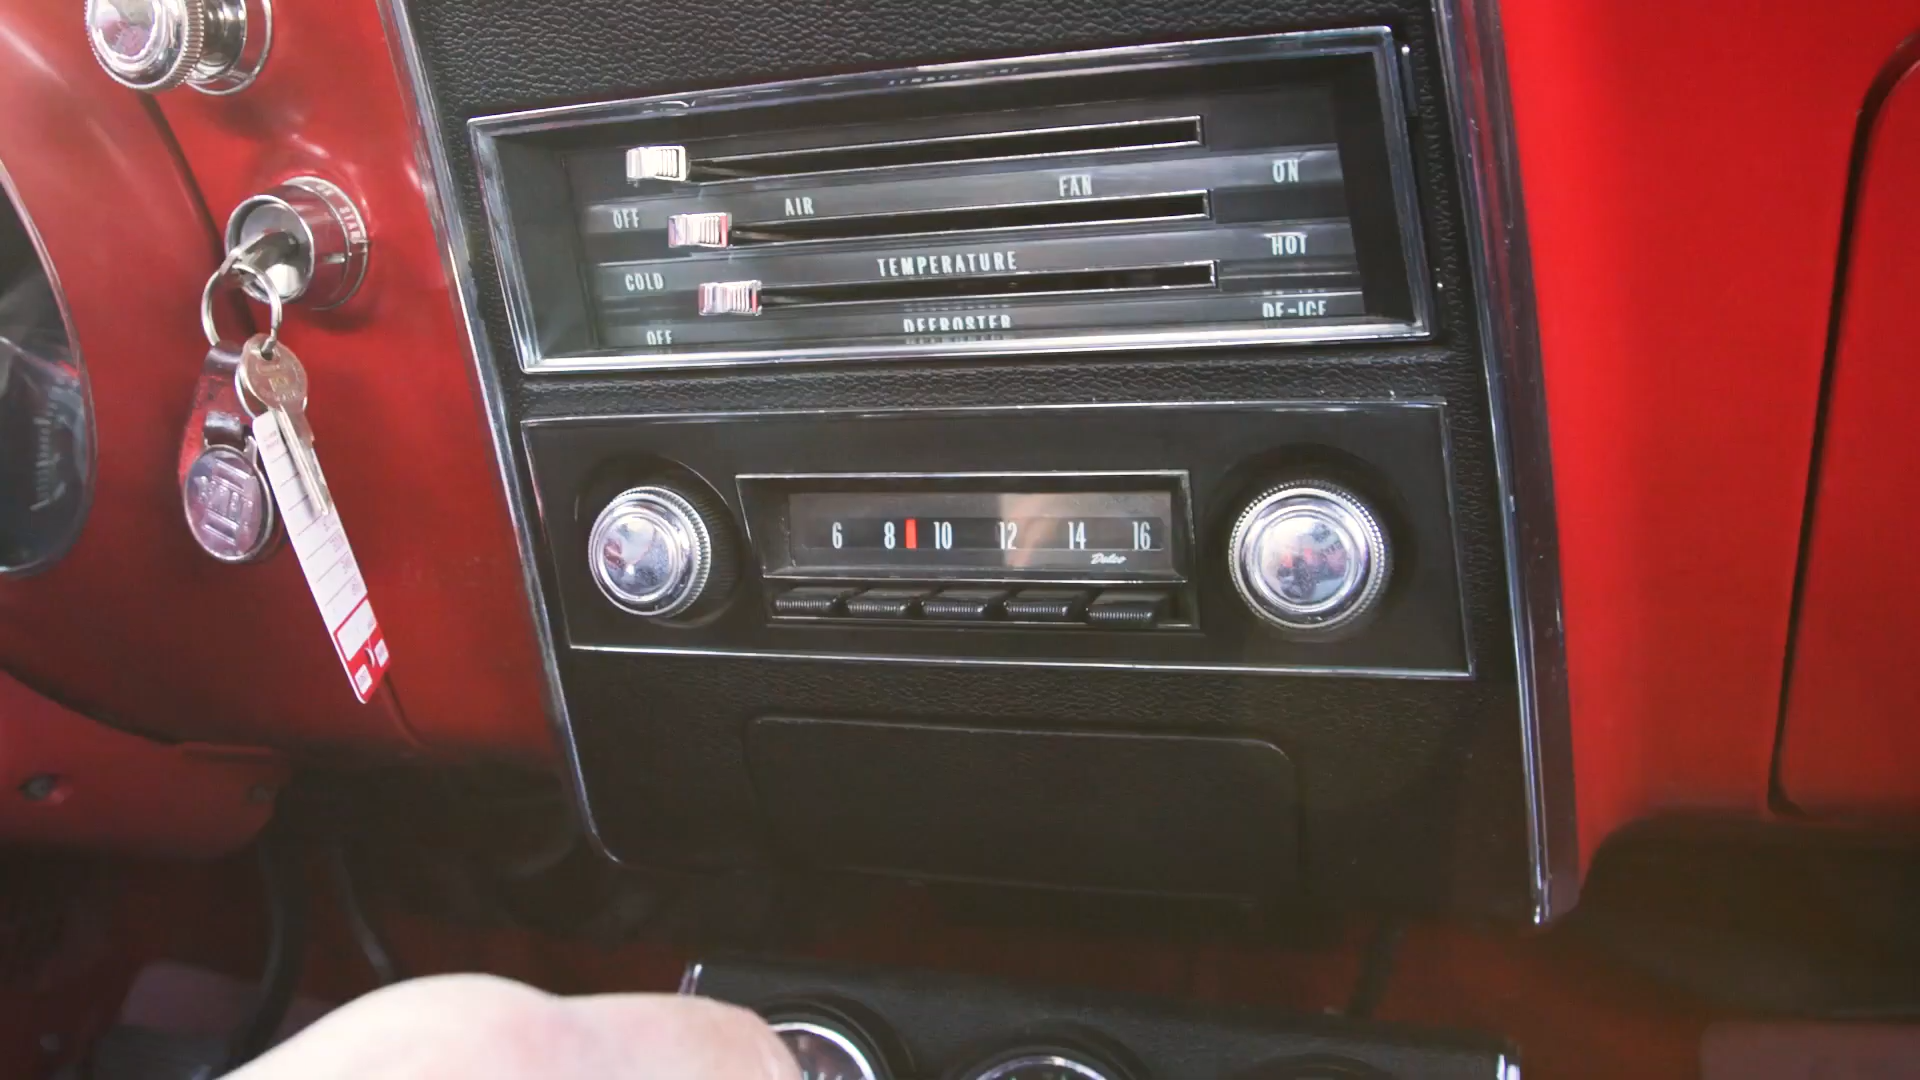 ON
AIR FAN
OFF
HOT
TEMPERATURE
COLD
DE-ICE
DEFROSTER
OFF
6 8 10 12 14 16
Delco